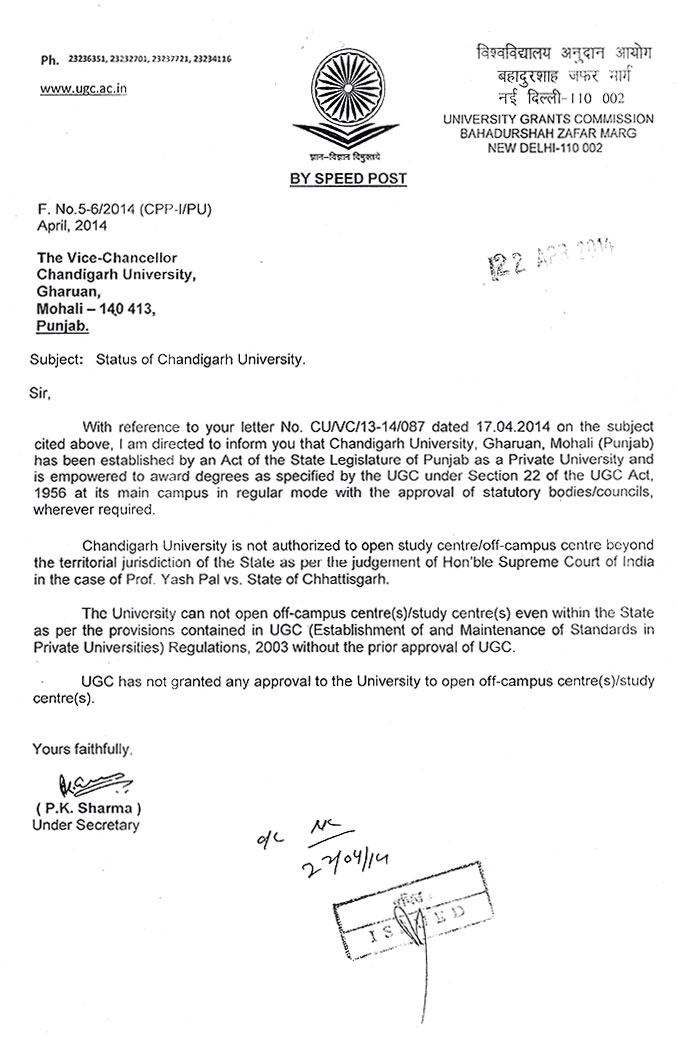 Ph. 23236351, 23232701, 23237721, 23234116
www.ugc.ac.in
विश्वविद्यालय अनुदान आयोग
बहादुरशाह जफर मार्ग
नई दिल्ली-110 002
UNIVERSITY GRANTS COMMISSION
BAHADURSHAH ZAFAR MARG
NEW DELHI-110 002
ज्ञान-विज्ञान विमुक्तये
BY SPEED POST
F. No.5-6/2014 (CPP-I/PU)
April, 2014
22 APR 2014
The Vice-Chancellor
Chandigarh University,
Gharuan,
Mohali – 140 413,
Punjab.
Subject: Status of Chandigarh University.
Sir,
With reference to your letter No. CU/VC/13-14/087 dated 17.04.2014 on the subject
cited above, I am directed to inform you that Chandigarh University, Gharuan, Mohali (Punjab)
has been established by an Act of the State Legislature of Punjab as a Private University and
is empowered to award degrees as specified by the UGC under Section 22 of the UGC Act,
1956 at its main campus in regular mode with the approval of statutory bodies/councils,
wherever required.
Chandigarh University is not authorized to open study centre/off-campus centre beyond
the territorial jurisdiction of the State as per the judgement of Hon'ble Supreme Court of India
in the case of Prof. Yash Pal vs. State of Chhattisgarh.
The University can not open off-campus centre(s)/study centre(s) even within the State
as per the provisions contained in UGC (Establishment of and Maintenance of Standards in
Private Universities) Regulations, 2003 without the prior approval of UGC.
UGC has not granted any approval to the University to open off-campus centre(s)/study
centre(s).
Yours faithfully,
( P.K. Sharma )
Under Secretary
o/c
22/04/14
ISSUED